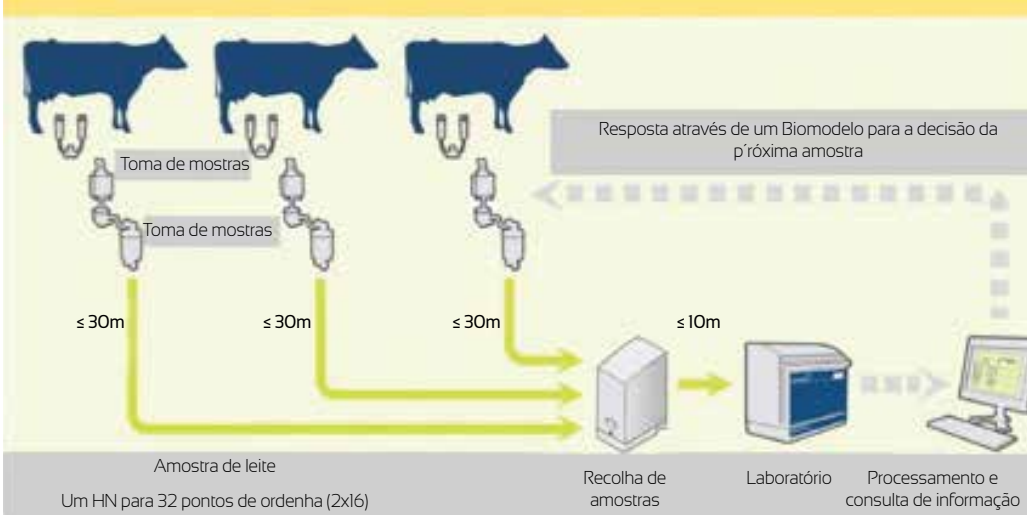 Resposta através de um Biomodelo para a decisão da
p´róxima amostra
Toma de mostras
Toma de mostras
≤ 30m
≤ 30m
≤ 30m
≤ 10m
Amostra de leite
Um HN para 32 pontos de ordenha (2x16)
Recolha de
amostras
Laboratório
Processamento e
consulta de informação